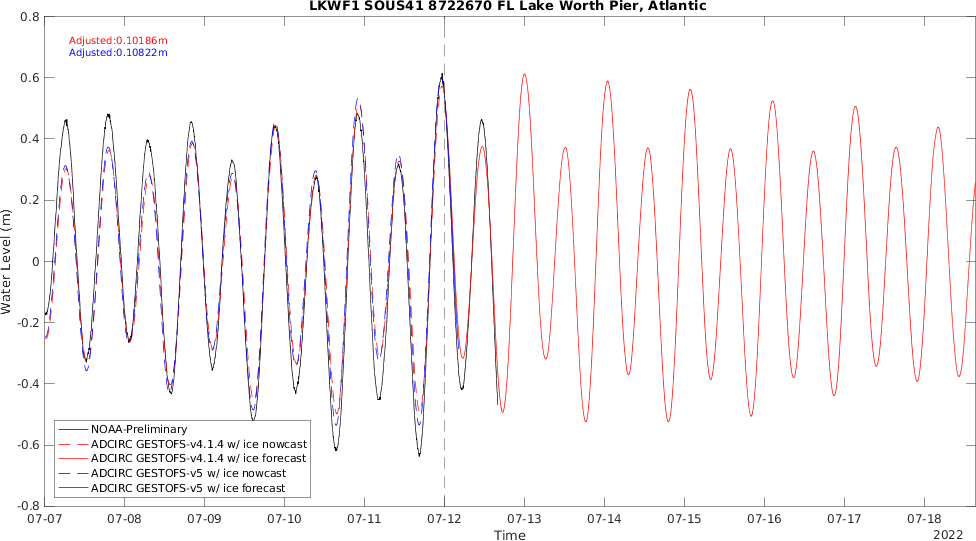 LKWF1 SOUS41 8722670 FL Lake Worth Pier, Atlantic
Adjusted:0.10186m
Adjusted:0.10822m
0.8
0.6
0.4
0.2
0
-0.2
-0.4
-0.6
-0.8
Water Level (m)
NOAA-Preliminary
ADCIRC GESTOFS-v4.1.4 w/ ice nowcast
ADCIRC GESTOFS-v4.1.4 w/ ice forecast
ADCIRC GESTOFS-v5 w/ ice nowcast
ADCIRC GESTOFS-v5 w/ ice forecast
07-07 07-08 07-09 07-10 07-11 07-12 07-13 07-14 07-15 07-16 07-17 07-18
Time
2022